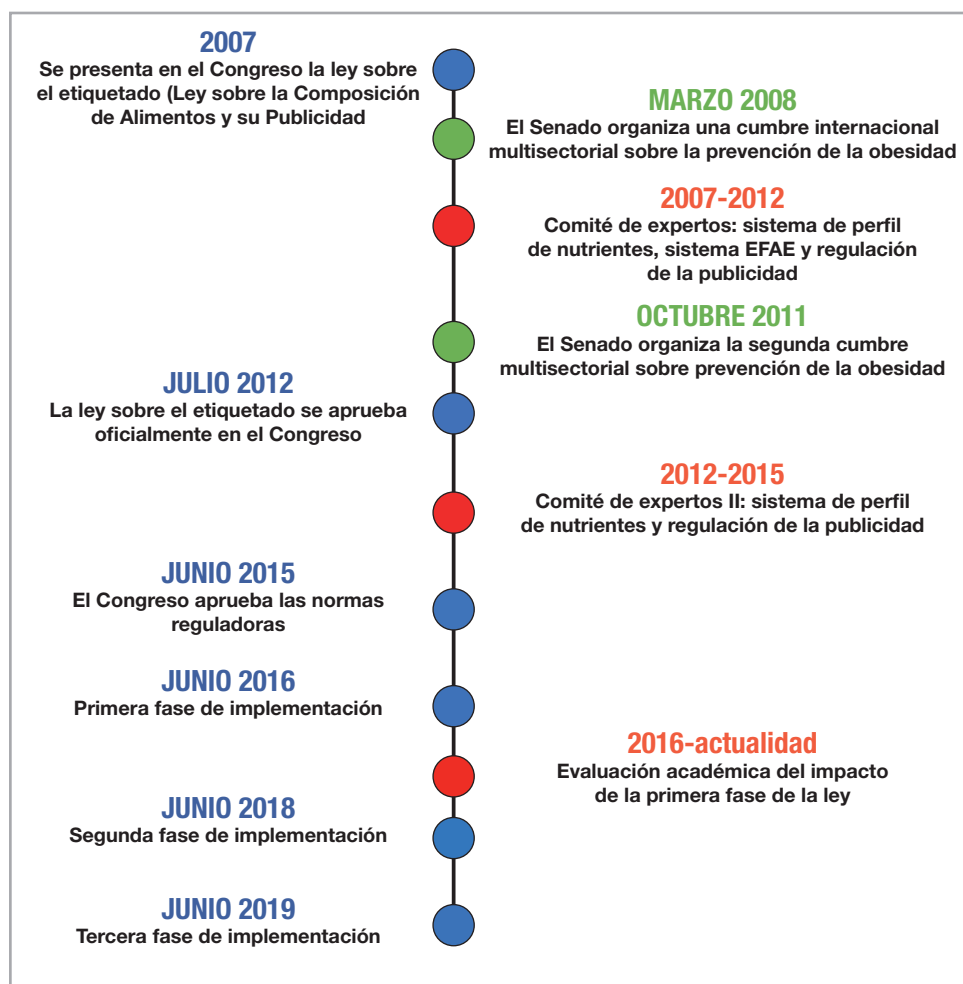 2007
Se presenta en el Congreso la ley sobre
el etiquetado (Ley sobre la Composición
de Alimentos y su Publicidad
MARZO 2008
El Senado organiza una cumbre internacional
multisectorial sobre la prevención de la obesidad
2007-2012
Comité de expertos: sistema de perfil
de nutrientes, sistema EFAE y regulación
de la publicidad
OCTUBRE 2011
El Senado organiza la segunda cumbre
multisectorial sobre prevención de la obesidad
JULIO 2012
La ley sobre el etiquetado se aprueba
oficialmente en el Congreso
2012-2015
Comité de expertos II: sistema de perfil
de nutrientes y regulación de la publicidad
JUNIO 2015
El Congreso aprueba las normas
reguladoras
JUNIO 2016
Primera fase de implementación
2016-actualidad
Evaluación académica del impacto
de la primera fase de la ley
JUNIO 2018
Segunda fase de implementación
JUNIO 2019
Tercera fase de implementación